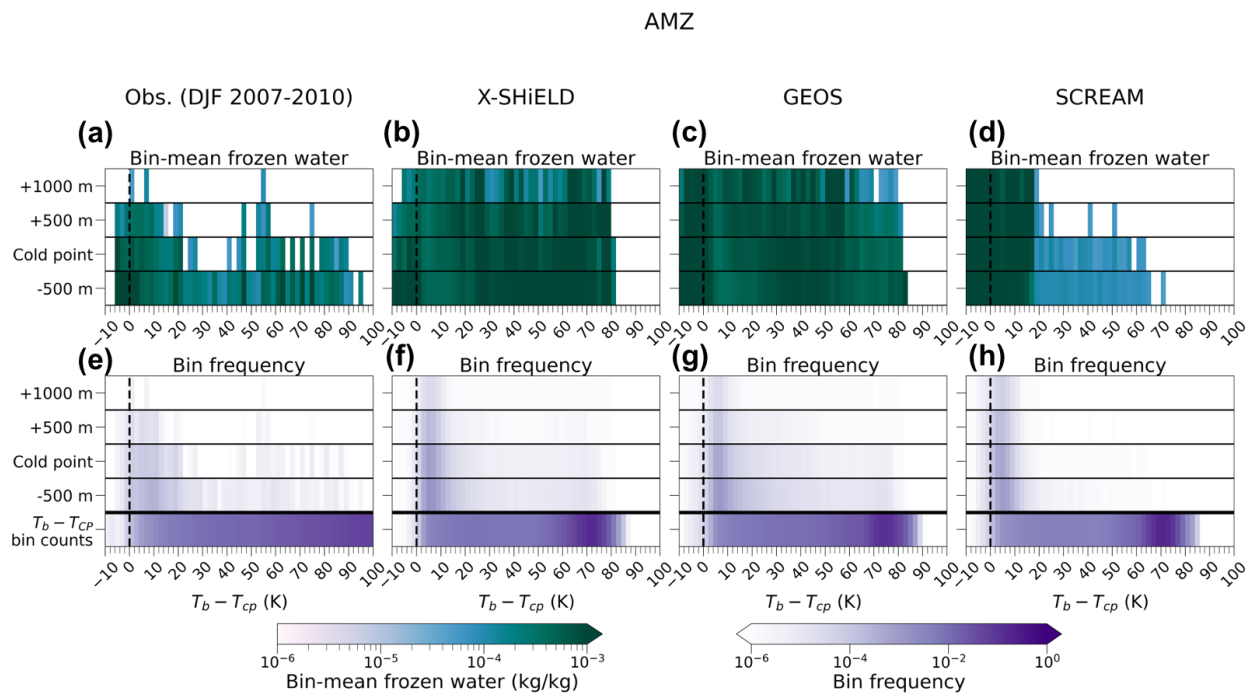 AMZ
Obs. (DJF 2007-2010) X-SHiELD GEOS SCREAM
(a) (b) (c) (d)
Bin-mean frozen water Bin-mean frozen water Bin-mean frozen water Bin-mean frozen water
+1000 m
+500 m
Cold point
-500 m
−10 0 10 20 30 40 50 60 70 80 90 100 −10 0 10 20 30 40 50 60 70 80 90 100 −10 0 10 20 30 40 50 60 70 80 90 100 −10 0 10 20 30 40 50 60 70 80 90 100
(e) (f) (g) (h)
Bin frequency Bin frequency Bin frequency Bin frequency
+1000 m
+500 m
Cold point
-500 m
T_b − T_CP
bin counts
−10 0 10 20 30 40 50 60 70 80 90 100 −10 0 10 20 30 40 50 60 70 80 90 100 −10 0 10 20 30 40 50 60 70 80 90 100 −10 0 10 20 30 40 50 60 70 80 90 100
T_b − T_cp (K) T_b − T_cp (K) T_b − T_cp (K) T_b − T_cp (K)
10⁻⁶ 10⁻⁵ 10⁻⁴ 10⁻³ 10⁻⁶ 10⁻⁴ 10⁻² 10⁰
Bin-mean frozen water (kg/kg) Bin frequency